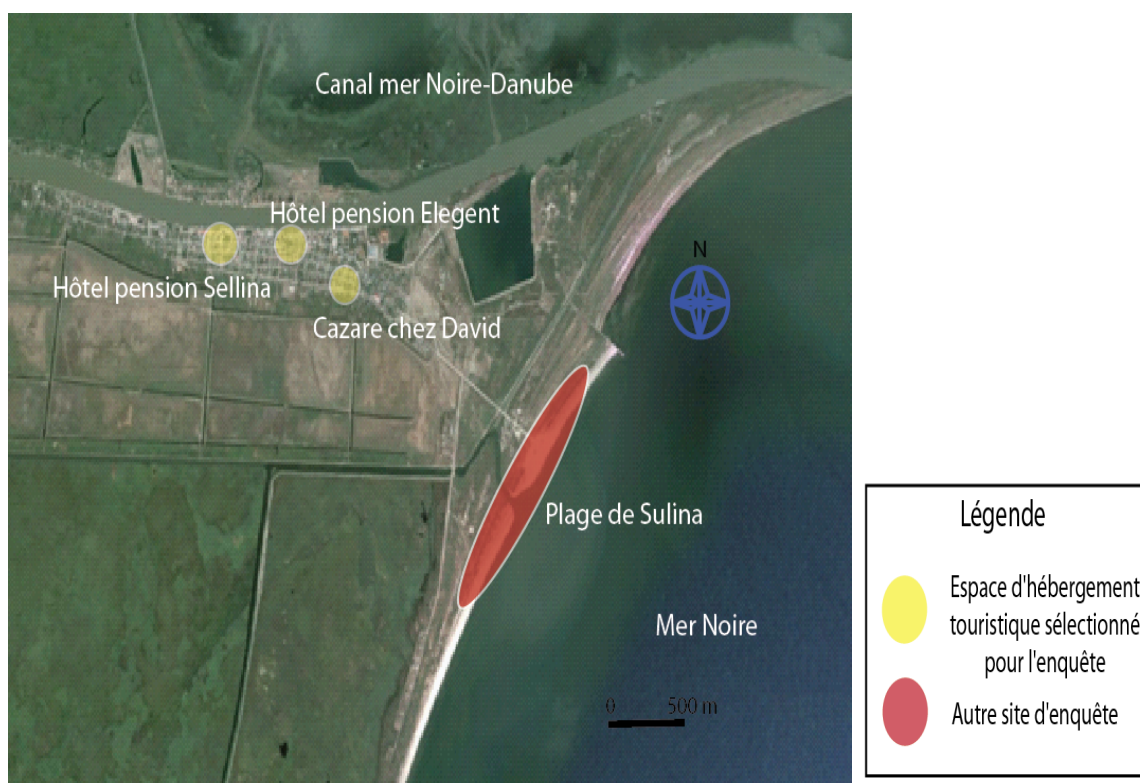 Canal mer Noire-Danube
Hôtel pension Elegent
Hôtel pension Sellina
Cazare chez David
N
Plage de Sulina
Mer Noire
0 500 m
Légende
Espace d'hébergement
touristique sélectionné
pour l'enquête
Autre site d'enquête